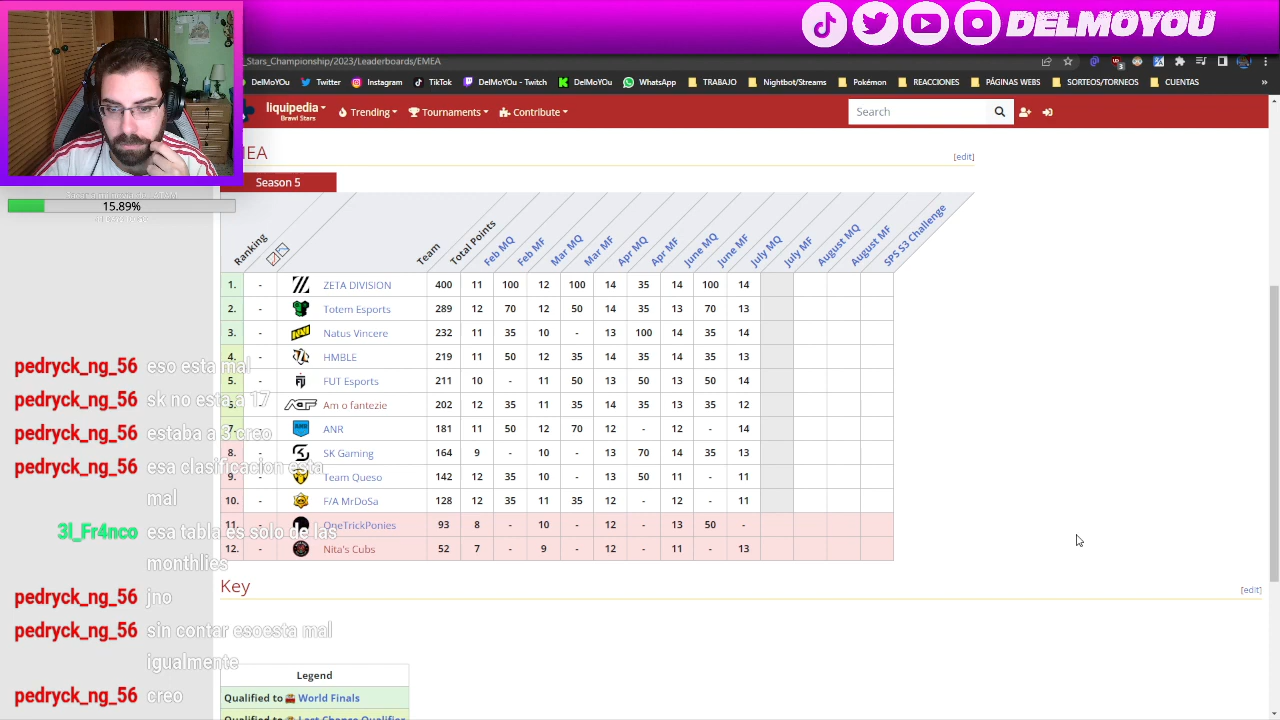 DELMOYOU
_Stars_Championship/2023/Leaderboards/EMEA
DelMoYOu Twitter Instagram TikTok DelMoYOu - Twitch DelMoYOu WhatsApp TRABAJO Nightbot/Streams Pokémon REACCIONES PÁGINAS WEBS SORTEOS/TORNEOS CUENTAS »
liquipedia Brawl Stars Trending Tournaments Contribute Search
EA [edit]
Season 5
15.89%
Ranking Team Total Points Feb MQ Feb MF Mar MQ Mar MF Apr MQ Apr MF June MQ June MF July MQ July MF August MQ August MF SPS S3 Challenge
1. - ZETA DIVISION 400 11 100 12 100 14 35 14 100 14
2. - Totem Esports 289 12 70 12 50 14 35 13 70 13
3. - Natus Vincere 232 11 35 10 - 13 100 14 35 14
4. - HMBLE 219 11 50 12 35 14 35 14 35 13
5. - FUT Esports 211 10 - 11 50 13 50 13 50 14
- Am o fantezie 202 12 35 11 35 14 35 13 35 12
7. - ANR 181 11 50 12 70 12 - 12 - 14
8. - SK Gaming 164 9 - 10 - 13 70 14 35 13
9. - Team Queso 142 12 35 10 - 13 50 11 - 11
10. - F/A MrDoSa 128 12 35 11 35 12 - 12 - 11
11. - OneTrickPonies 93 8 - 10 - 12 - 13 50 -
12. - Nita's Cubs 52 7 - 9 - 12 - 11 - 13
pedryck_ng_56 eso esta mal
pedryck_ng_56 sk no esta a 17
pedryck_ng_56 estaba a 3 creo
pedryck_ng_56 esa clasificacion esta
mal
3l_Fr4nco esa tabla es solo de las
monthlies
pedryck_ng_56 jno
pedryck_ng_56 sin contar esoesta mal
igualmente
pedryck_ng_56 creo
Key [edit]
Legend
Qualified to World Finals
Qualified to Last Chance Qualifier